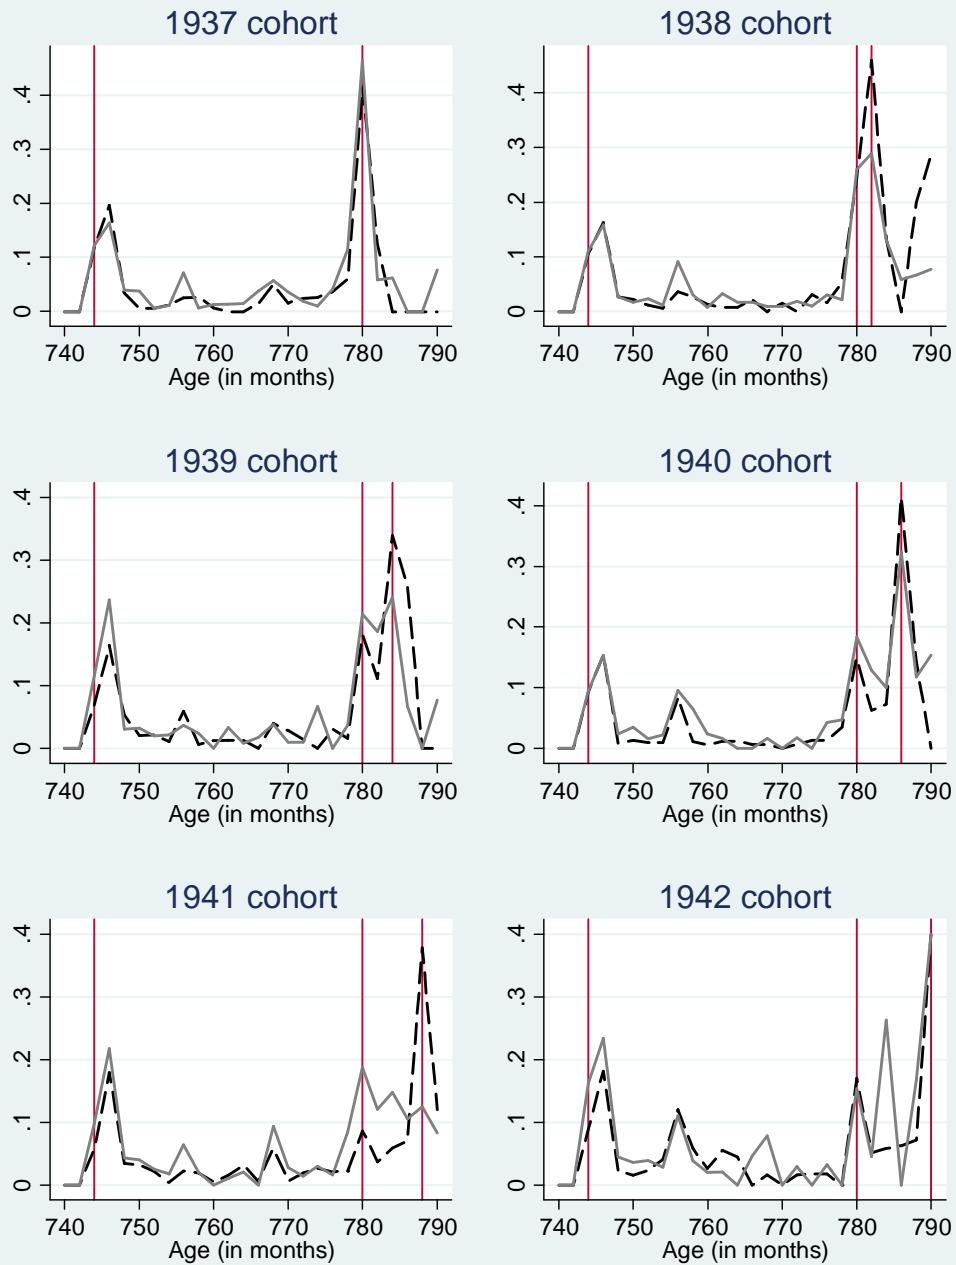 1937 cohort
0 .1 .2 .3 .4
740 750 760 770 780 790
Age (in months)
1938 cohort
0 .1 .2 .3 .4
740 750 760 770 780 790
Age (in months)
1939 cohort
0 .1 .2 .3 .4
740 750 760 770 780 790
Age (in months)
1940 cohort
0 .1 .2 .3 .4
740 750 760 770 780 790
Age (in months)
1941 cohort
0 .1 .2 .3 .4
740 750 760 770 780 790
Age (in months)
1942 cohort
0 .1 .2 .3 .4
740 750 760 770 780 790
Age (in months)